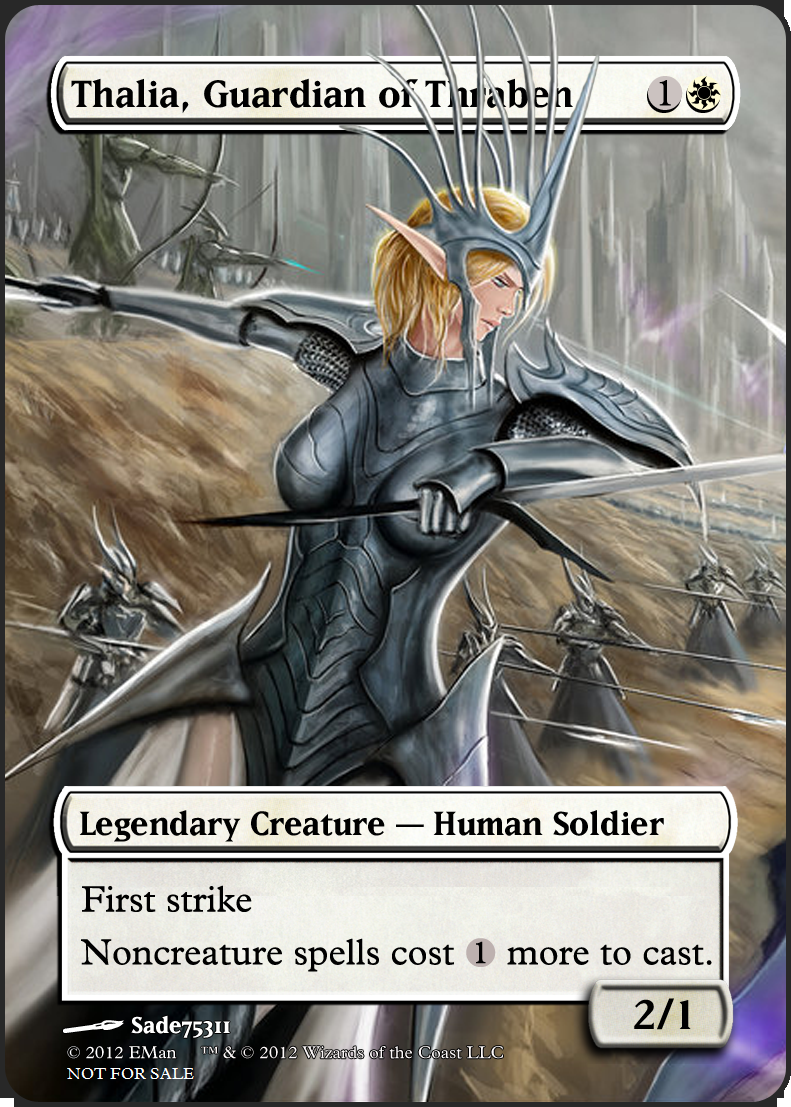 Thalia, Guardian of Thraben 1
Legendary Creature — Human Soldier
First strike
Noncreature spells cost 1 more to cast.
2/1
Sade75311
© 2012 EMan ™ & © 2012 Wizards of the Coast LLC
NOT FOR SALE